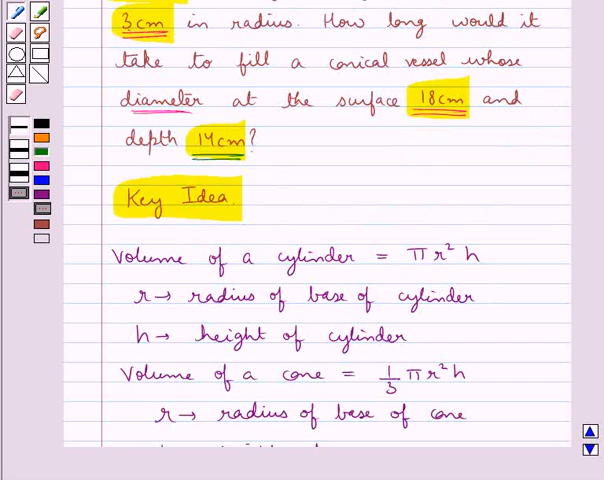 3cm in radius. How long would it
take to fill a conical vessel whose
diameter at the surface 18cm and
depth 14cm?
Key Idea.
Volume of a cylinder = πr²h
r→ radius of base of cylinder
h→ height of cylinder
Volume of a cone = 1/3 πr²h
r→ radius of base of cone